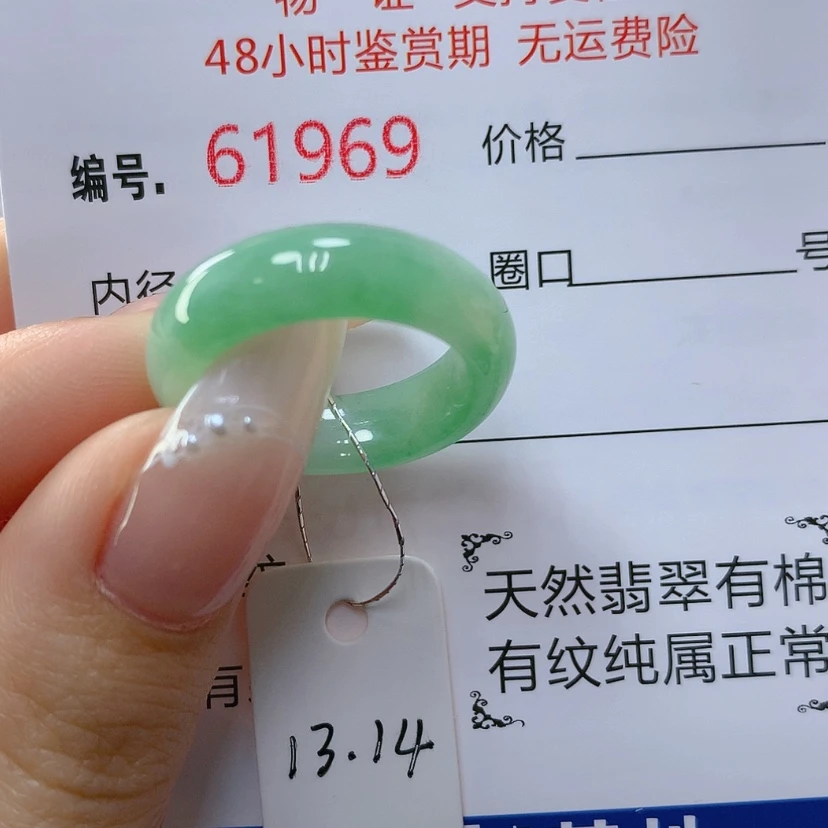 48小时鉴赏期 无运费险
编号. 61969 价格
内径 圈口 号
天然翡翠有棉
有纹纯属正常
有
13.14